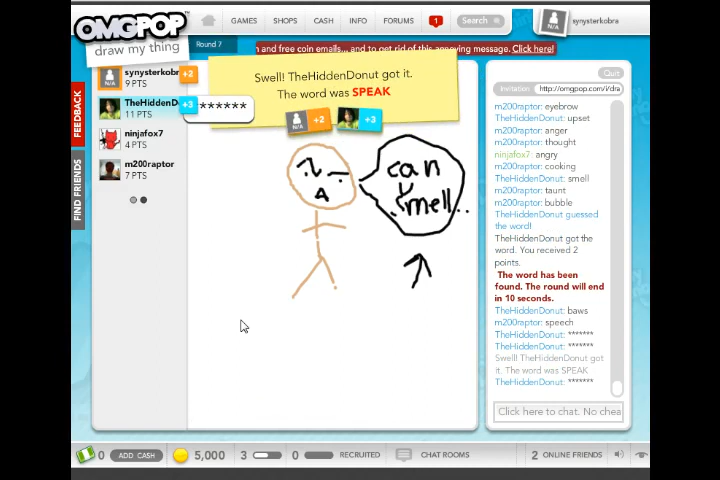 OMGPOP
draw my thing
GAMES
SHOPS
CASH
INFO
FORUMS
1
Search
N/A
synysterkobra
Round 7
n and free coin emails... and to get rid of this annoying message. Click here!
FEEDBACK
FIND FRIENDS
N/A
synysterkobr
+2
9 PTS
TheHiddenD
+3
11 PTS
ninjafox7
4 PTS
m200raptor
7 PTS
*******
Swell! TheHiddenDonut got it.
The word was SPEAK
N/A
+2
+3
can
smell..
Quit
Invitation
http://omgpop.com/i/dra
m200raptor: eyebrow
TheHiddenDonut: upset
m200raptor: anger
m200raptor: thought
ninjafox7: angry
m200raptor: cooking
TheHiddenDonut: smell
m200raptor: taunt
m200raptor: bubble
TheHiddenDonut guessed
the word!
TheHiddenDonut got the
word. You received 2
points.
The word has been
found. The round will end
in 10 seconds.
TheHiddenDonut: baws
m200raptor: speech
TheHiddenDonut: *******
TheHiddenDonut: *******
Swell! TheHiddenDonut got
it. The word was SPEAK
TheHiddenDonut: *******
Click here to chat. No chea
0
ADD CASH
5,000
3
0
RECRUITED
CHAT ROOMS
2 ONLINE FRIENDS